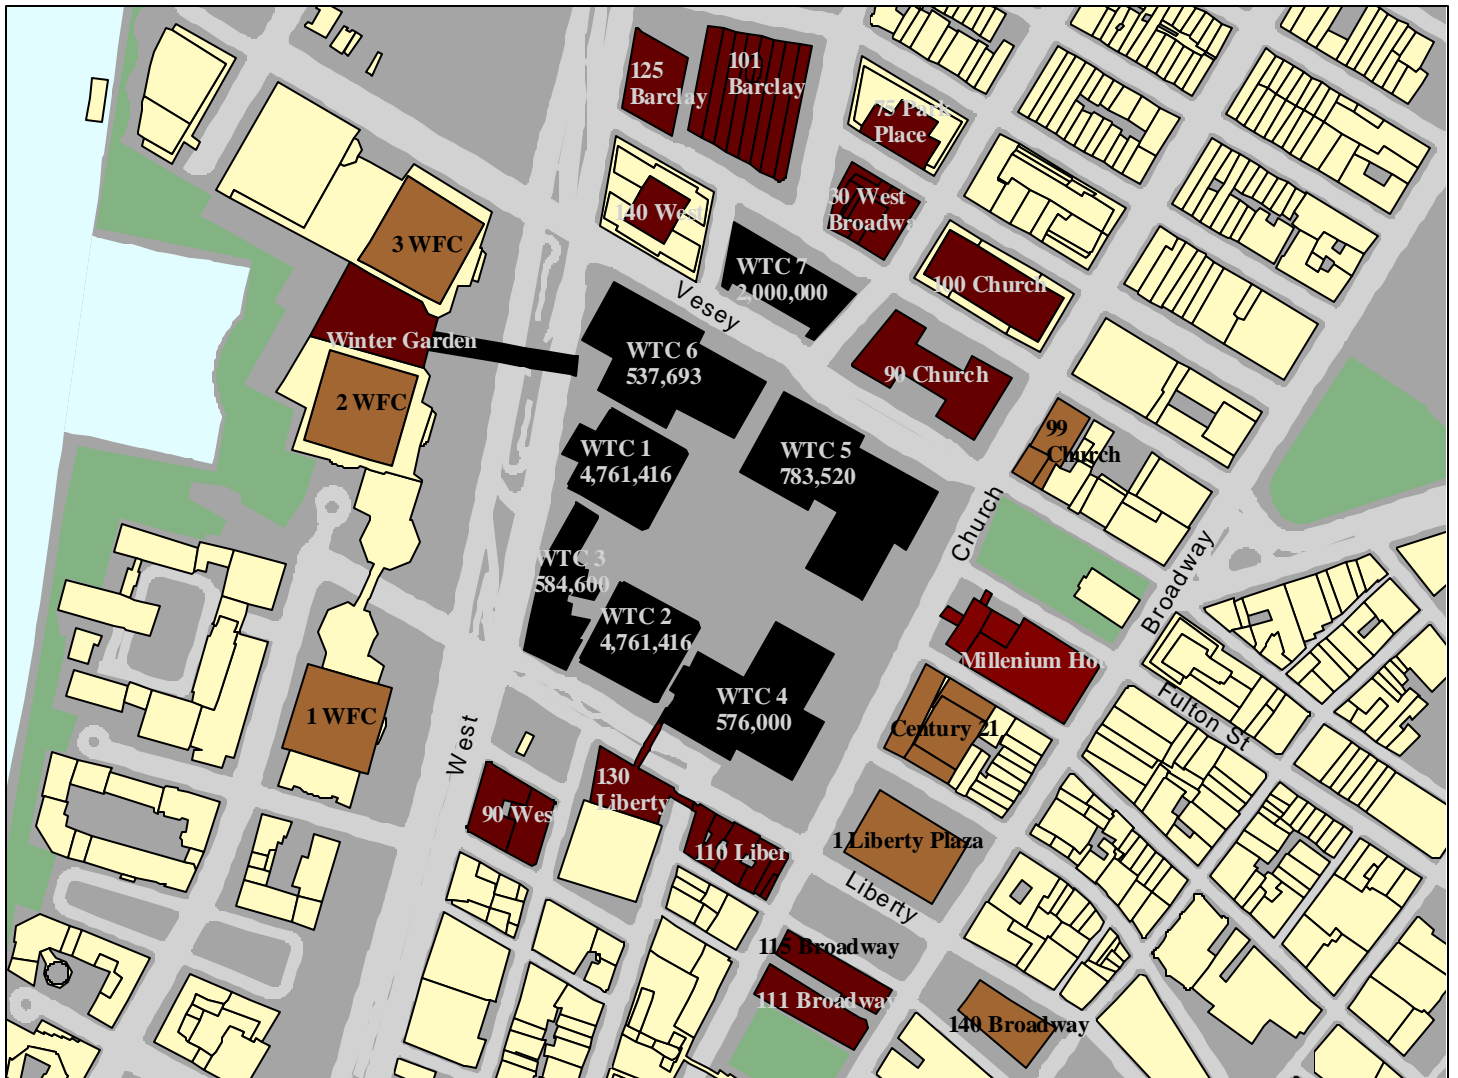 125
Barclay
101
Barclay
75 Park
Place
140 West
30 West
Broadwa
3 WFC
WTC 7
2,000,000
100 Church
Vesey
Winter Garden
WTC 6
537,693
90 Church
2 WFC
99
Church
WTC 1
4,761,416
WTC 5
783,520
Church
WTC 3
584,600
Broadway
WTC 2
4,761,416
Millenium Ho
1 WFC
WTC 4
576,000
Century 21
Fulton St
West
130
Liberty
90 Wes
110 Liber
1 Liberty Plaza
Liberty
115 Broadway
111 Broadway
140 Broadway